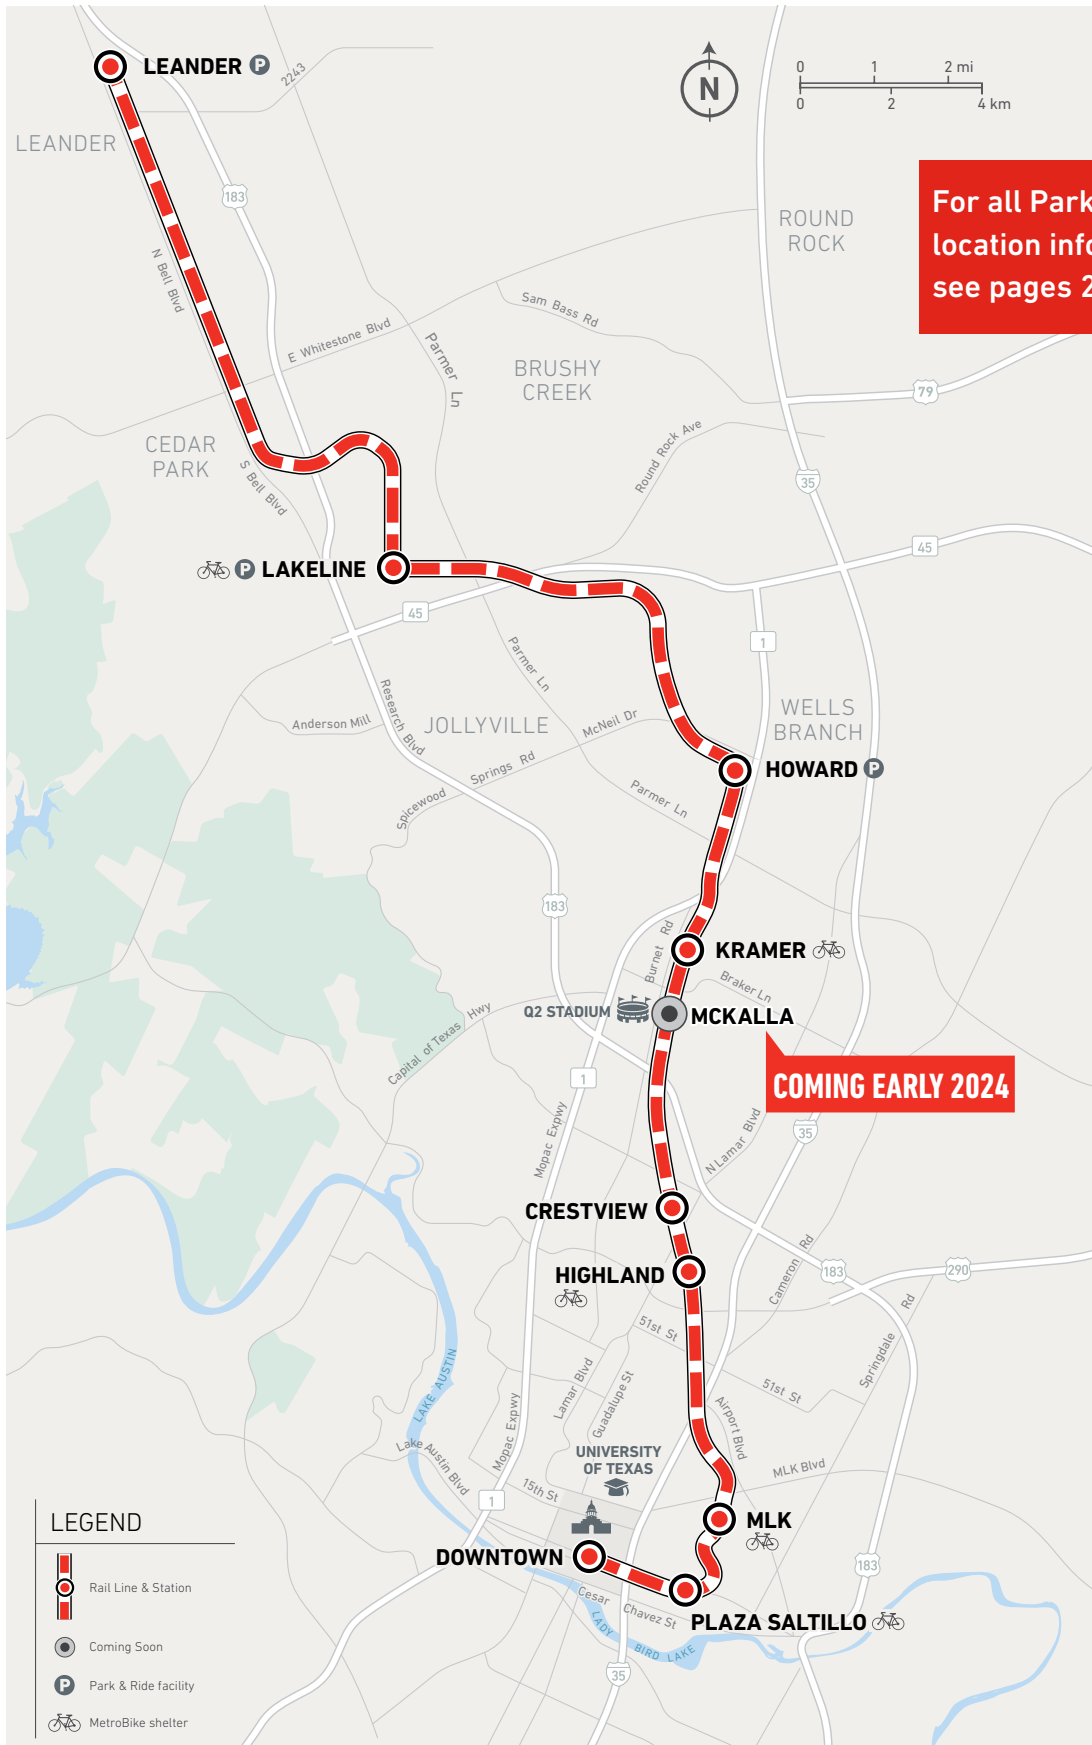 LEANDER P
2243
LEANDER
N
0 1 2 mi
0 2 4 km
183
N Bell Blvd
ROUND
ROCK
For all Park
location info
see pages 2
Sam Bass Rd
E Whitestone Blvd
Parmer Ln
BRUSHY
CREEK
79
CEDAR
PARK
S Bell Blvd
Round Rock Ave
35
45
P LAKELINE
45
1
Parmer Ln
Research Blvd
Anderson Mill
JOLLYVILLE
McNeil Dr
WELLS
BRANCH
Springs Rd
Spicewood
HOWARD P
Parmer Ln
183
Burnet Rd
KRAMER
Braker Ln
Q2 STADIUM
MCKALLA
Capital of Texas Hwy
COMING EARLY 2024
1
Mopac Expwy
35
N Lamar Blvd
CRESTVIEW
Cameron Rd
HIGHLAND
183
290
51st St
Springdale Rd
LAKE AUSTIN
Lamar Blvd
Guadalupe St
51st St
Airport Blvd
Mopac Expwy
Lake Austin Blvd
UNIVERSITY
OF TEXAS
MLK Blvd
15th St
1
MLK
DOWNTOWN
183
Cesar Chavez St
PLAZA SALTILLO
LADY BIRD LAKE
35
LEGEND
Rail Line & Station
Coming Soon
P Park & Ride facility
MetroBike shelter